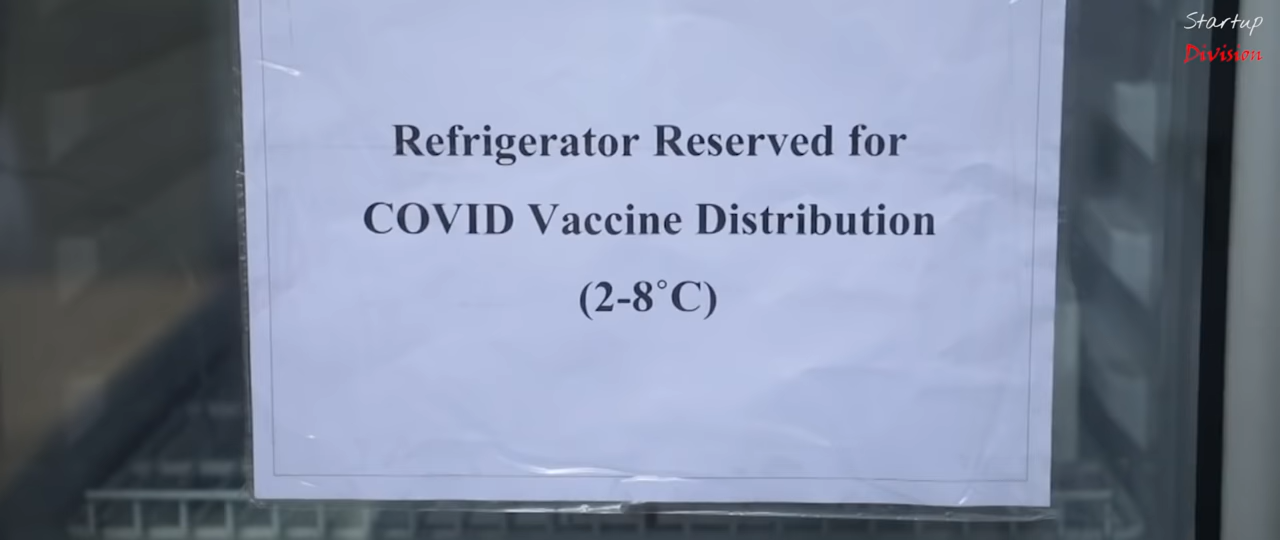 Startup
Division
Refrigerator Reserved for
COVID Vaccine Distribution
(2-8°C)